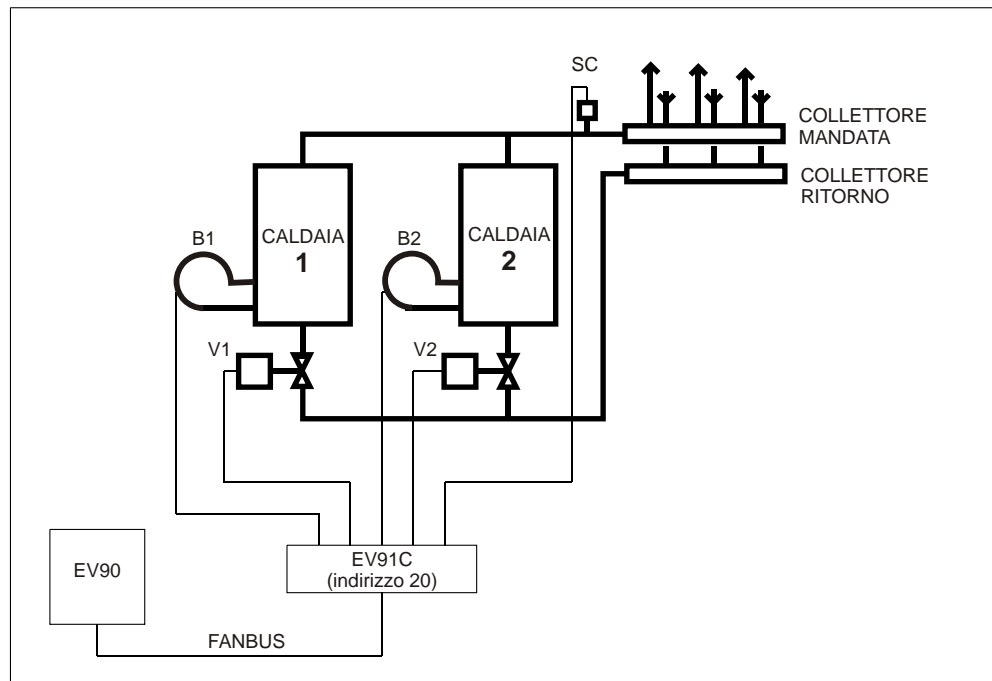 SC
COLLETTORE
MANDATA
COLLETTORE
RITORNO
B1
CALDAIA
1
B2
CALDAIA
2
V1
V2
EV90
EV91C
(indirizzo 20)
FANBUS